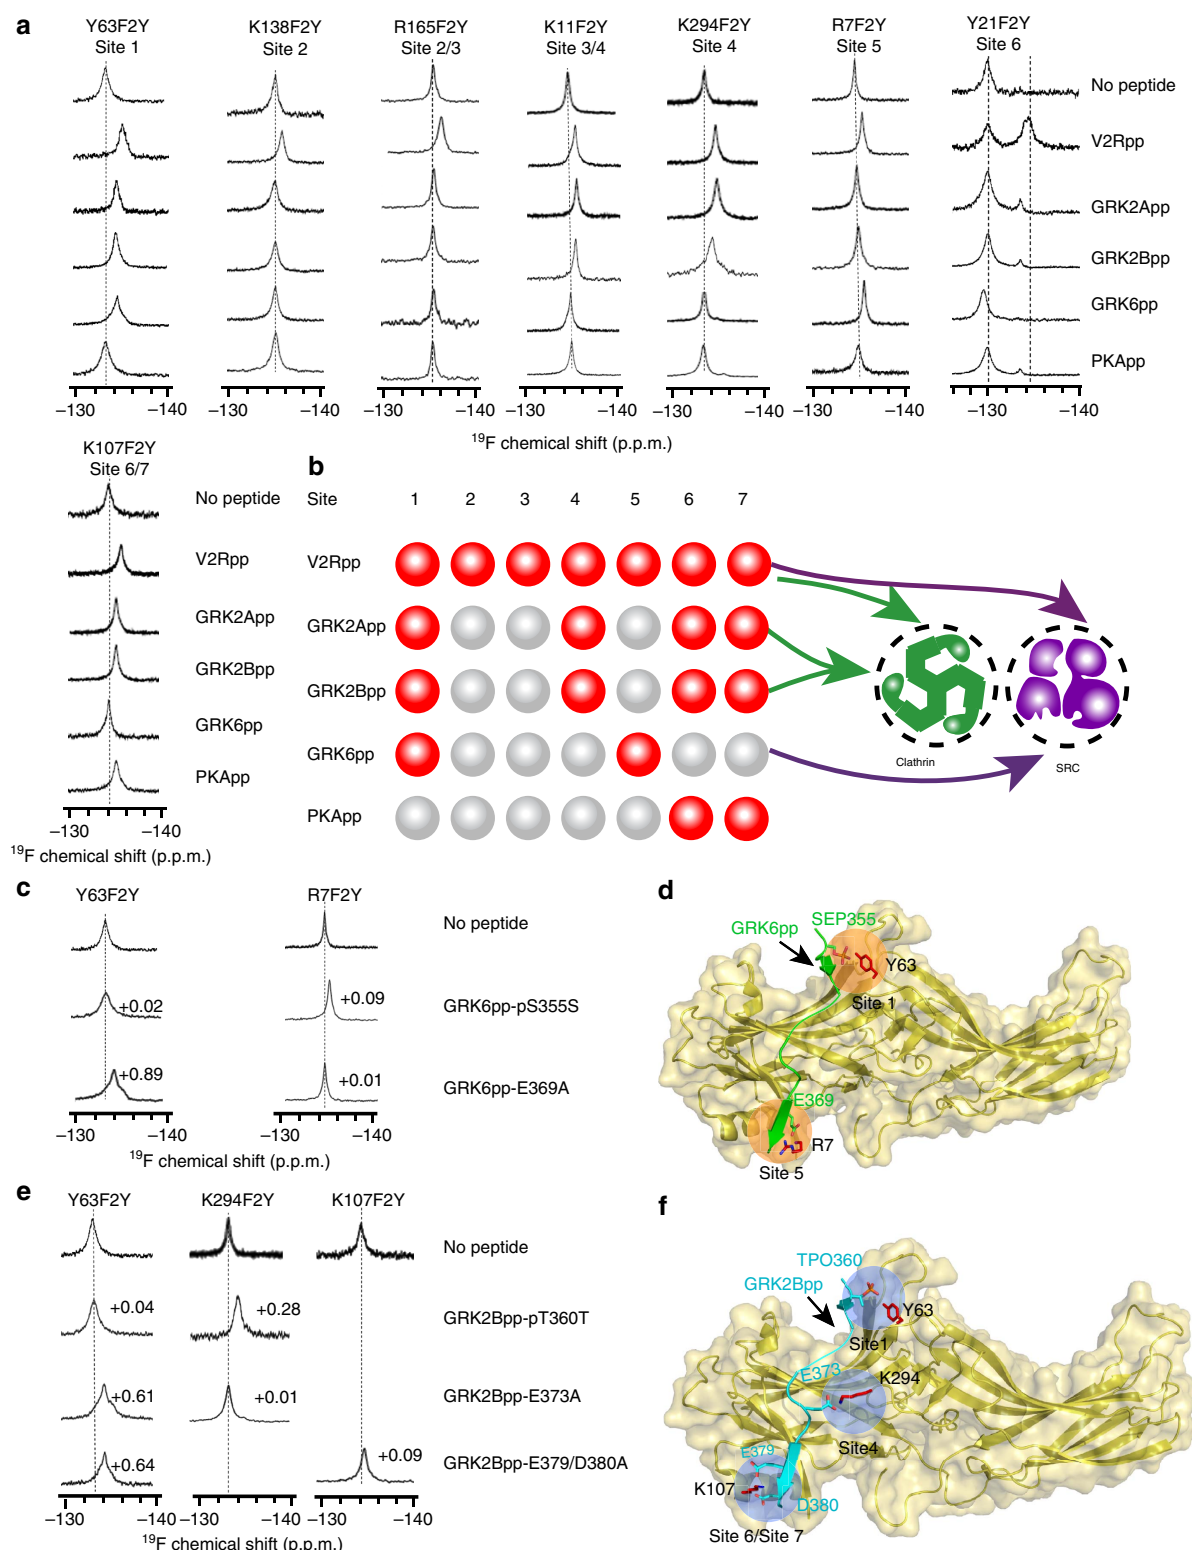 a
Y63F2Y
Site 1
K138F2Y
Site 2
R165F2Y
Site 2/3
K11F2Y
Site 3/4
K294F2Y
Site 4
R7F2Y
Site 5
Y21F2Y
Site 6
No peptide
V2Rpp
GRK2App
GRK2Bpp
GRK6pp
PKApp
−130 −140 −130 −140 −130 −140 −130 −140 −130 −140 −130 −140 −130 −140
19F chemical shift (p.p.m.)
K107F2Y
Site 6/7
No peptide
V2Rpp
GRK2App
GRK2Bpp
GRK6pp
PKApp
−130 −140
19F chemical shift (p.p.m.)
b
Site 1 2 3 4 5 6 7
V2Rpp
GRK2App
GRK2Bpp
GRK6pp
PKApp
Clathrin
SRC
c
Y63F2Y R7F2Y
No peptide
+0.02 +0.09 GRK6pp-pS355S
+0.89 +0.01 GRK6pp-E369A
−130 −140 −130 −140
19F chemical shift (p.p.m.)
d
SEP355
GRK6pp
Y63
Site 1
E369
R7
Site 5
e
Y63F2Y K294F2Y K107F2Y
No peptide
+0.04 +0.28 GRK2Bpp-pT360T
+0.61 +0.01 GRK2Bpp-E373A
+0.64 +0.09 GRK2Bpp-E379/D380A
−130 −140 −130 −140 −130 −140
19F chemical shift (p.p.m.)
f
TPO360
GRK2Bpp
Y63
Site1
E373
K294
Site4
E379
K107
D380
Site 6/Site 7